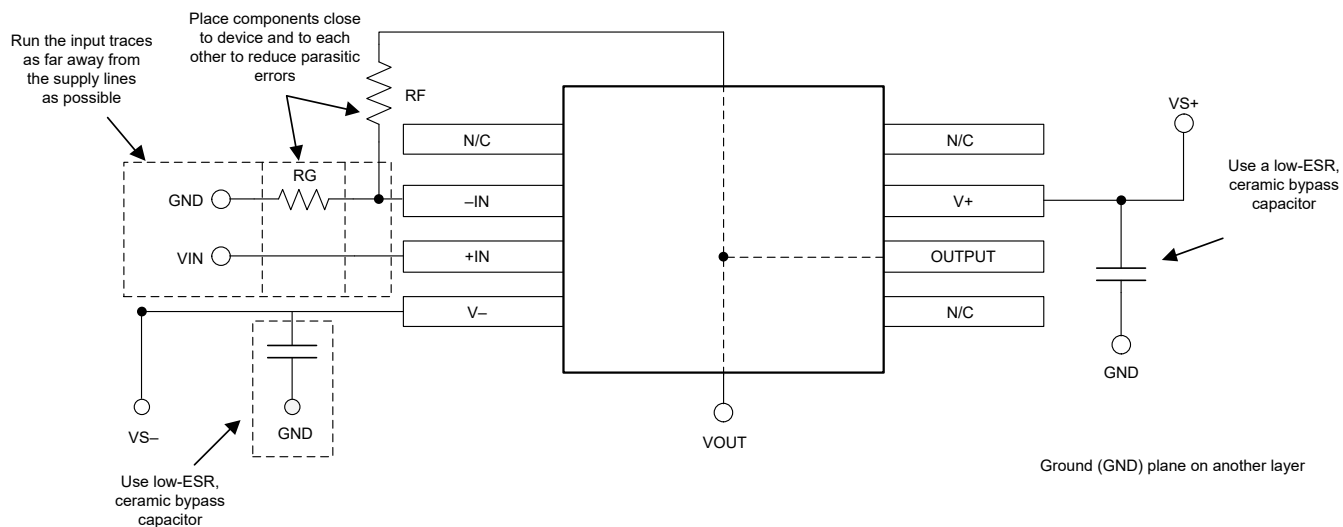 Run the input traces
as far away from
the supply lines
as possible
Place components close
to device and to each
other to reduce parasitic
errors
RF
N/C
–IN
+IN
V–
N/C
V+
OUTPUT
N/C
RG
GND
VIN
VS–
GND
Use low-ESR,
ceramic bypass
capacitor
VOUT
VS+
Use a low-ESR,
ceramic bypass
capacitor
GND
Ground (GND) plane on another layer